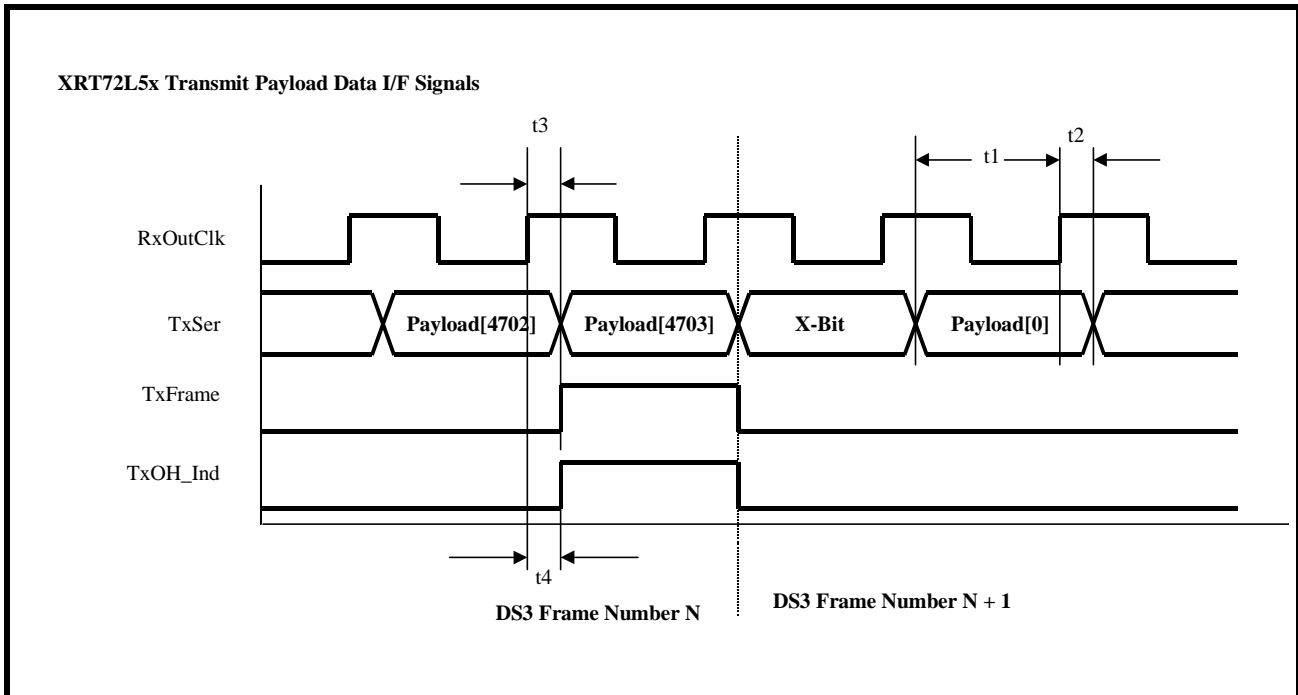 XRT72L5x Transmit Payload Data I/F Signals
t3
t2
t1
RxOutClk
TxSer
Payload[4702]
Payload[4703]
X-Bit
Payload[0]
TxFrame
TxOH_Ind
t4
DS3 Frame Number N
DS3 Frame Number N + 1